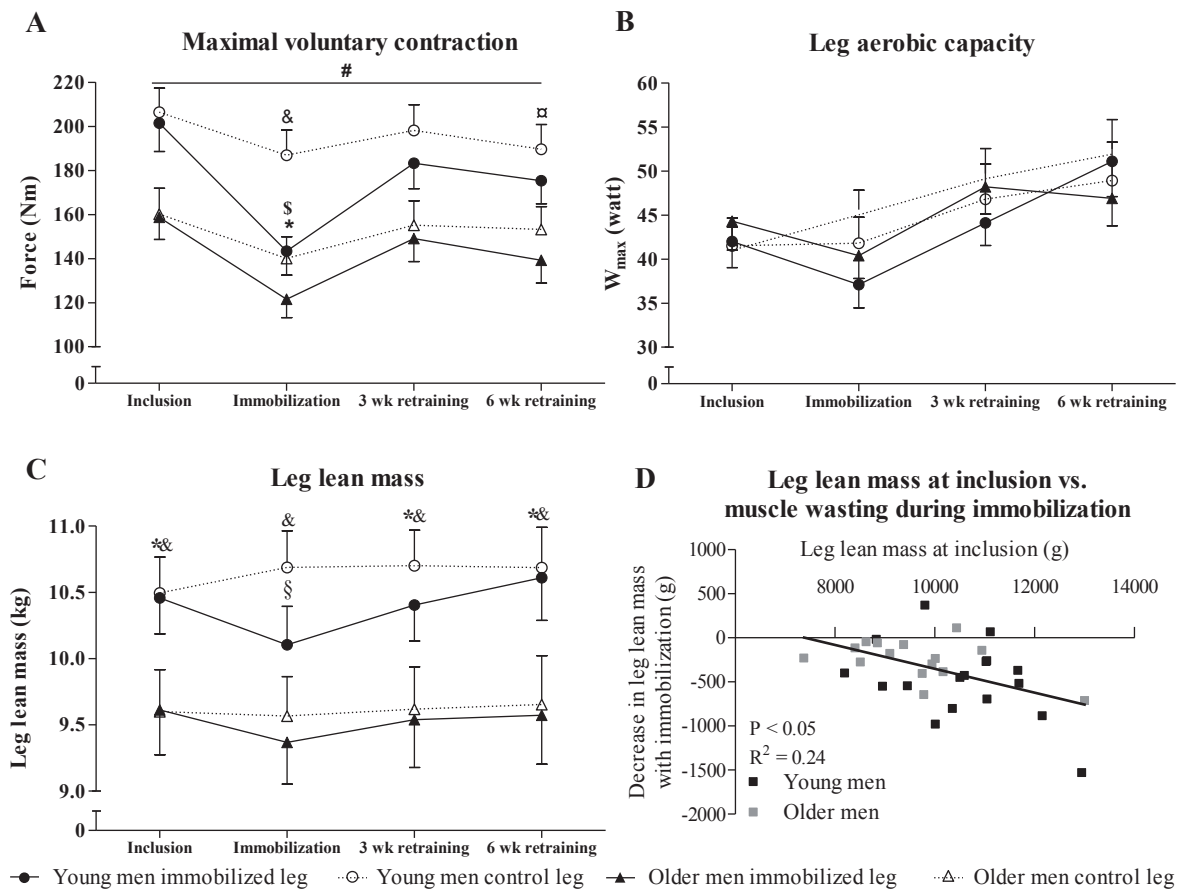 A
Maximal voluntary contraction
#
220
200
180
160
140
120
100
0
Force (Nm)
&
$
*
¤
Inclusion Immobilization 3 wk retraining 6 wk retraining
B
Leg aerobic capacity
60
55
50
45
40
35
30
0
Wmax (watt)
Inclusion Immobilization 3 wk retraining 6 wk retraining
C
Leg lean mass
11.0
10.5
10.0
9.5
9.0
0
Leg lean mass (kg)
*&
&
§
*&
*&
Inclusion Immobilization 3 wk retraining 6 wk retraining
D
Leg lean mass at inclusion vs.
muscle wasting during immobilization
Leg lean mass at inclusion (g)
8000 10000 12000 14000
1000
500
0
-500
-1000
-1500
-2000
Decrease in leg lean mass
with immobilization (g)
P < 0.05
R² = 0.24
Young men
Older men
Young men immobilized leg Young men control leg Older men immobilized leg Older men control leg